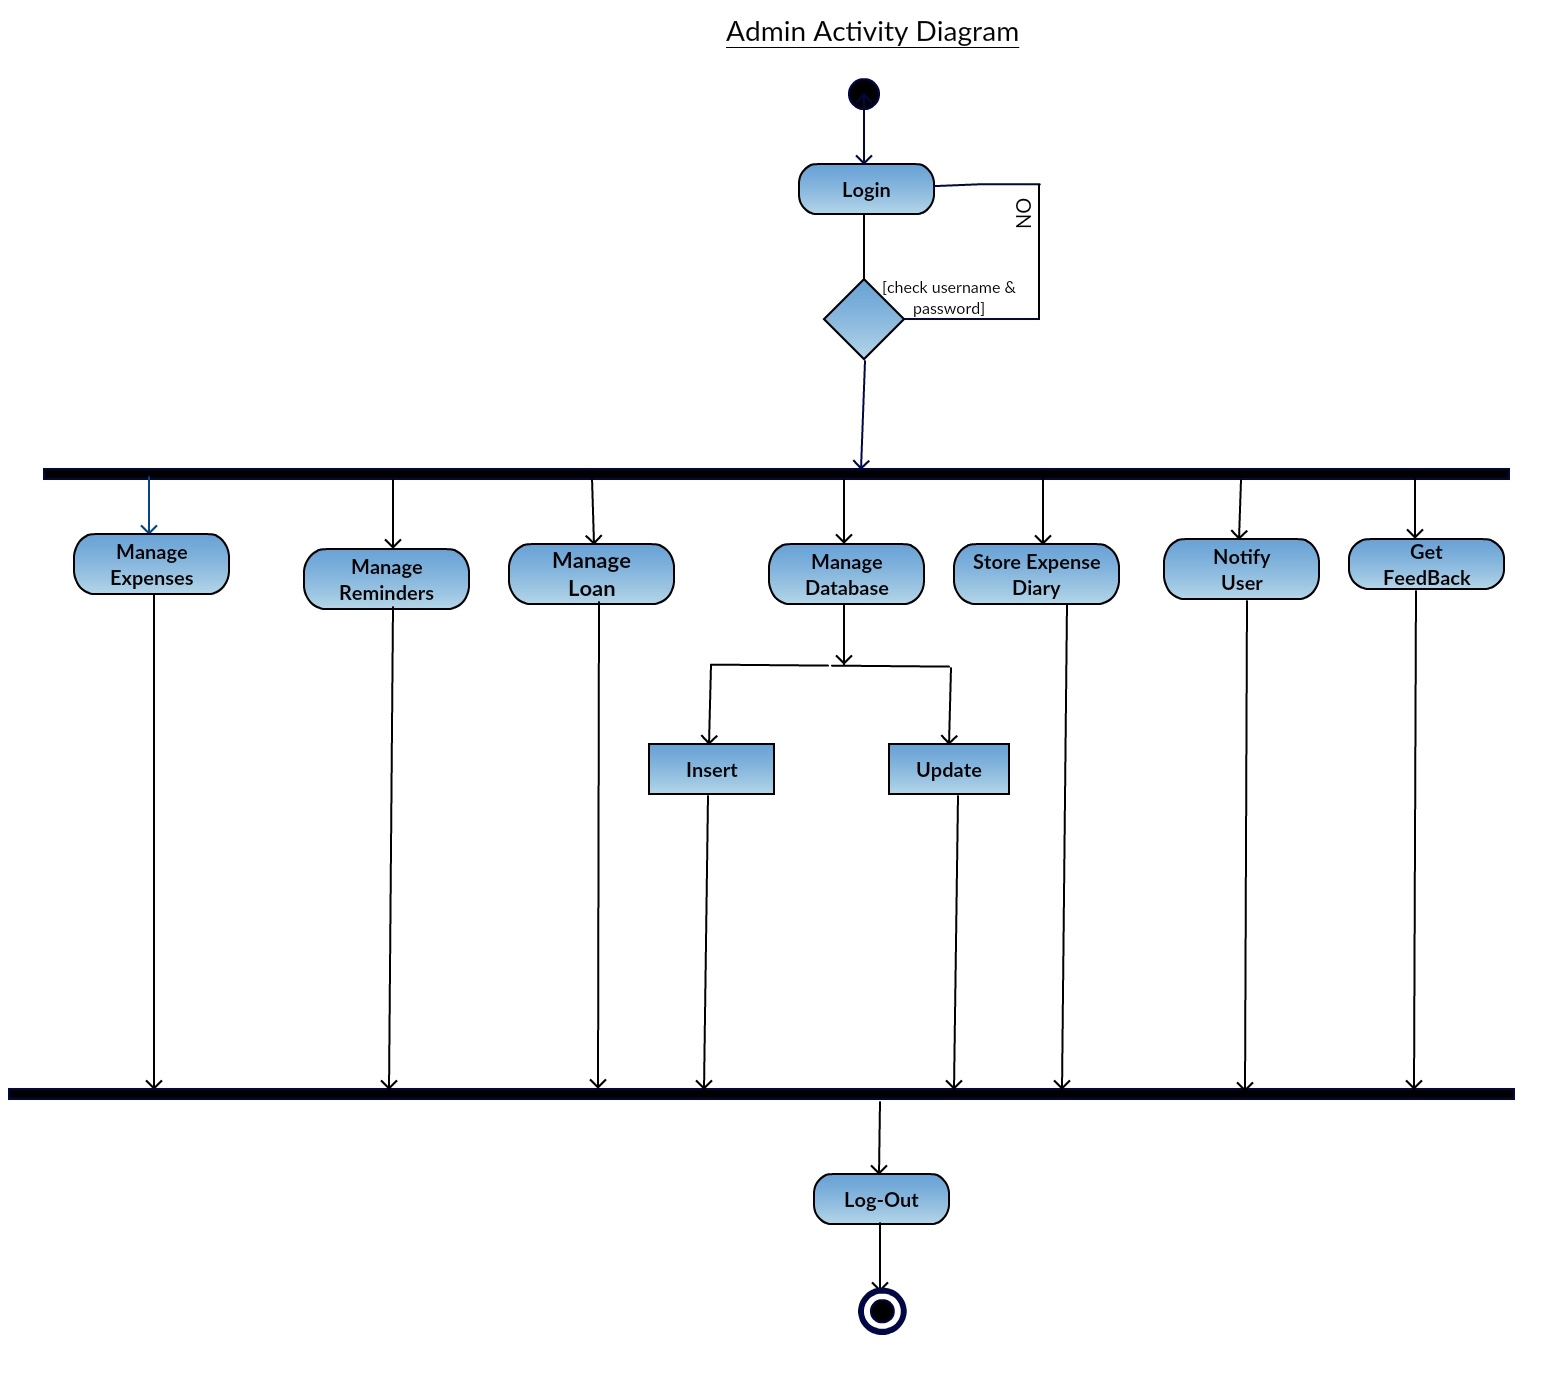 Admin Activity Diagram
Login
NO
[check username &
password]
Manage
Expenses
Manage
Reminders
Manage
Loan
Manage
Database
Store Expense
Diary
Notify
User
Get
FeedBack
Insert
Update
Log-Out